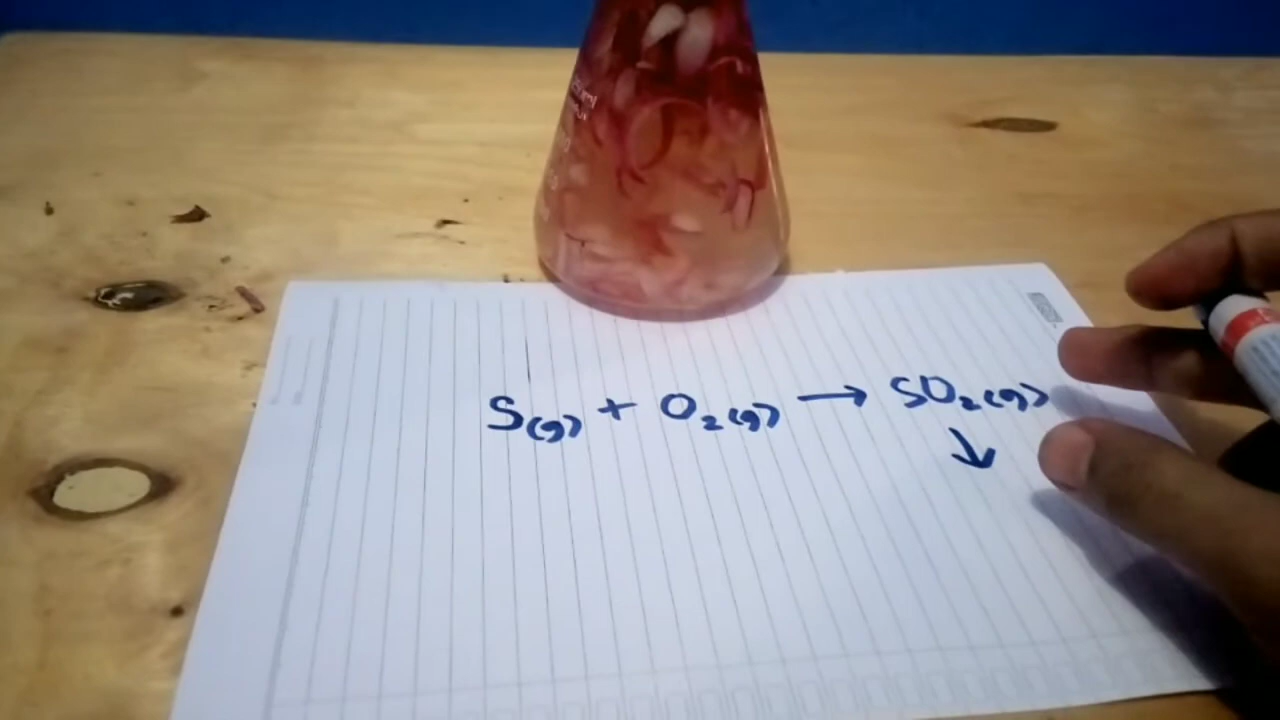 S(g) + O₂(g) → SO₂(g)
↓